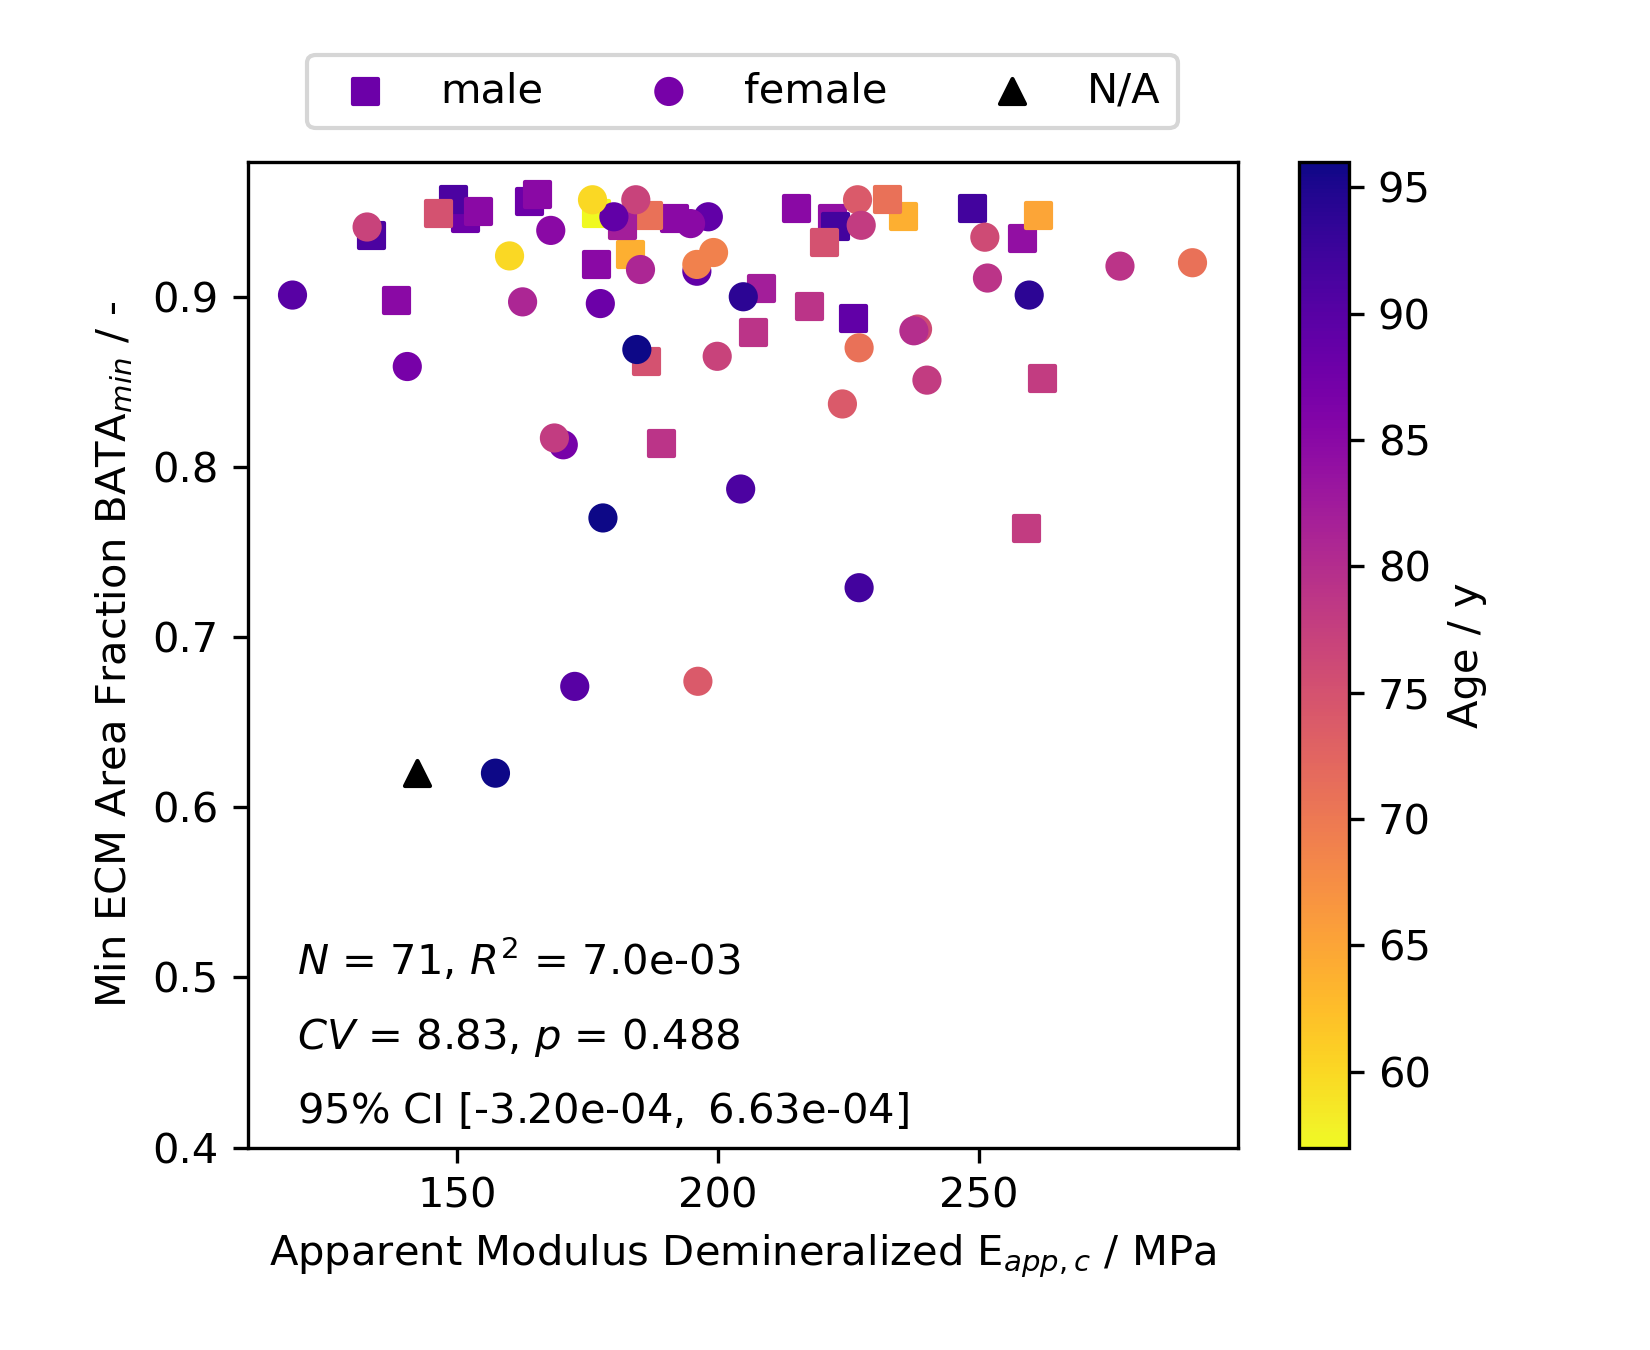 male female N/A
0.9
0.8
0.7
0.6
0.5
0.4
Min ECM Area Fraction BATA_min / -
N = 71, R² = 7.0e-03
CV = 8.83, p = 0.488
95% CI [-3.20e-04, 6.63e-04]
150 200 250
Apparent Modulus Demineralized E_app,c / MPa
95
90
85
80
75
70
65
60
Age / y